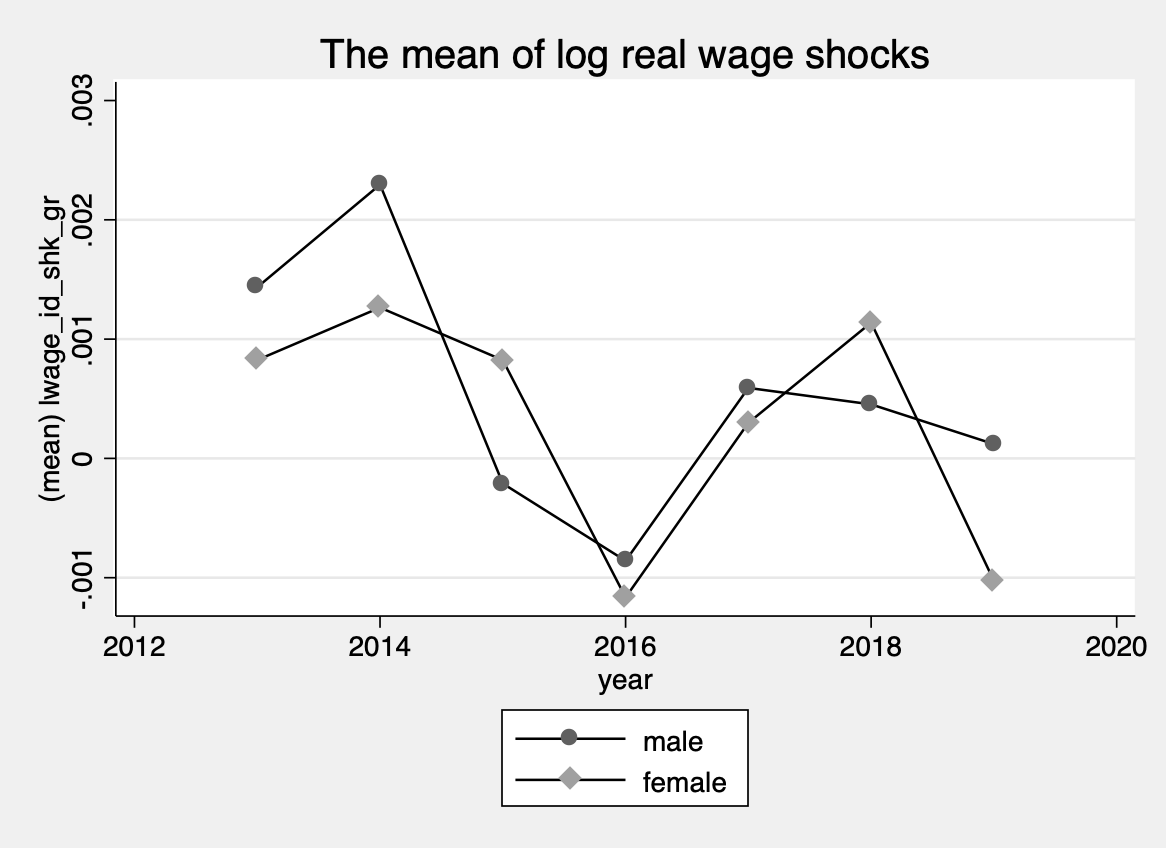 The mean of log real wage shocks
(mean) lwage_id_shk_gr
.003
.002
.001
0
-.001
2012 2014 2016 2018 2020
year
male
female